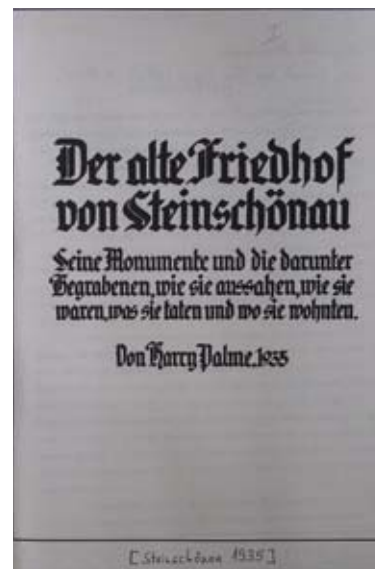 I
Der alte Friedhof
von Steinschönau
Seine Monumente und die darunter
Begrabenen, wie sie aussahen, wie sie
waren, was sie taten und wo sie wohnten.
Von Harry Palme. 1935
[Steinschönau 1935]